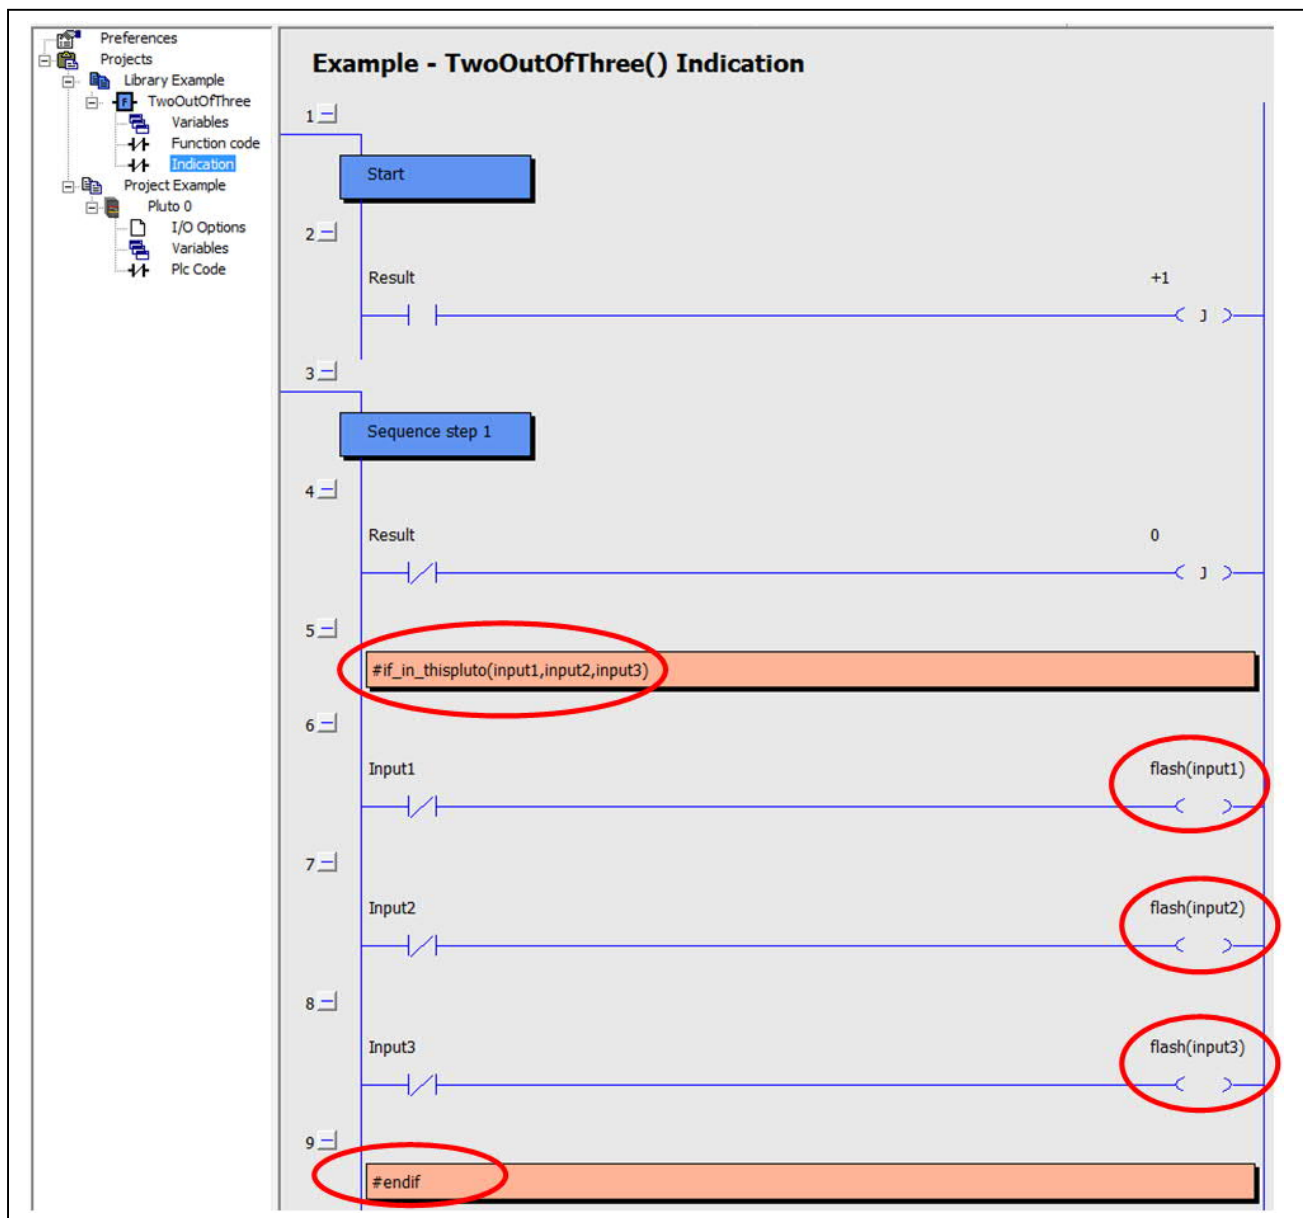 Preferences
Projects
Library Example
TwoOutOfThree
Variables
Function code
Indication
Project Example
Pluto 0
I/O Options
Variables
Plc Code
Example - TwoOutOfThree() Indication
1
Start
2
Result +1
J
3
Sequence step 1
4
Result 0
J
5
#if_in_thispluto(input1,input2,input3)
6
Input1 flash(input1)
7
Input2 flash(input2)
8
Input3 flash(input3)
9
#endif